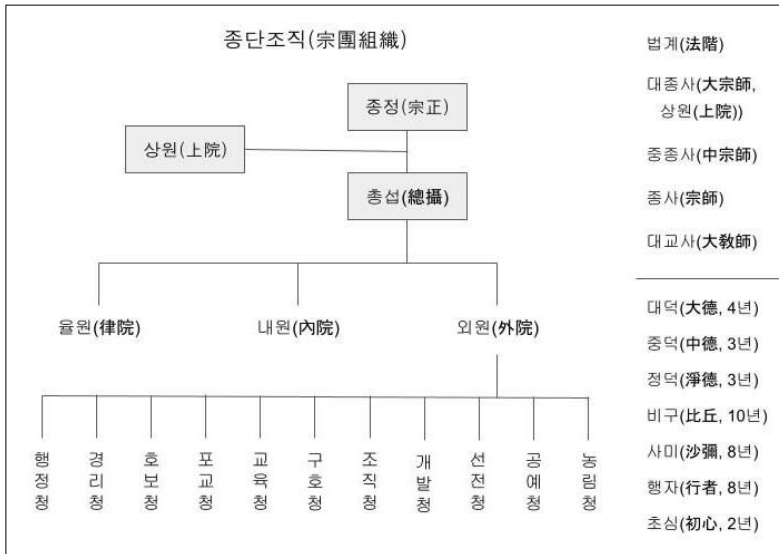 종단조직(宗團組織)
종정(宗正)
상원(上院)
총섭(總攝)
율원(律院)
내원(內院)
외원(外院)
행정청
경리청
호보청
포교청
교육청
구호청
조직청
개발청
선전청
공예청
농림청
법계(法階)
대종사(大宗師,
상원(上院))
중종사(中宗師)
종사(宗師)
대교사(大敎師)
대덕(大德, 4년)
중덕(中德, 3년)
정덕(淨德, 3년)
비구(比丘, 10년)
사미(沙彌, 8년)
행자(行者, 8년)
초심(初心, 2년)